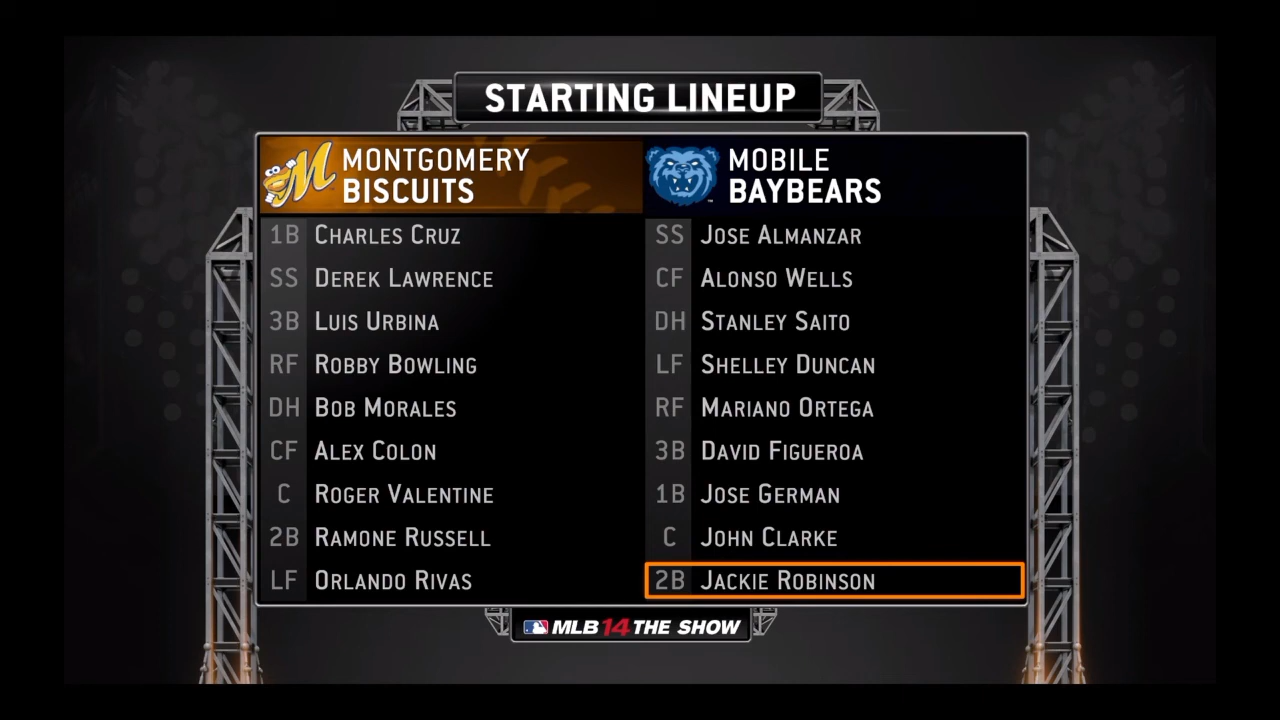 STARTING LINEUP
MONTGOMERY
BISCUITS
1B CHARLES CRUZ
SS DEREK LAWRENCE
3B LUIS URBINA
RF ROBBY BOWLING
DH BOB MORALES
CF ALEX COLON
C ROGER VALENTINE
2B RAMONE RUSSELL
LF ORLANDO RIVAS
MOBILE
BAYBEARS
SS JOSE ALMANZAR
CF ALONSO WELLS
DH STANLEY SAITO
LF SHELLEY DUNCAN
RF MARIANO ORTEGA
3B DAVID FIGUEROA
1B JOSE GERMAN
C JOHN CLARKE
2B JACKIE ROBINSON
MLB 14 THE SHOW